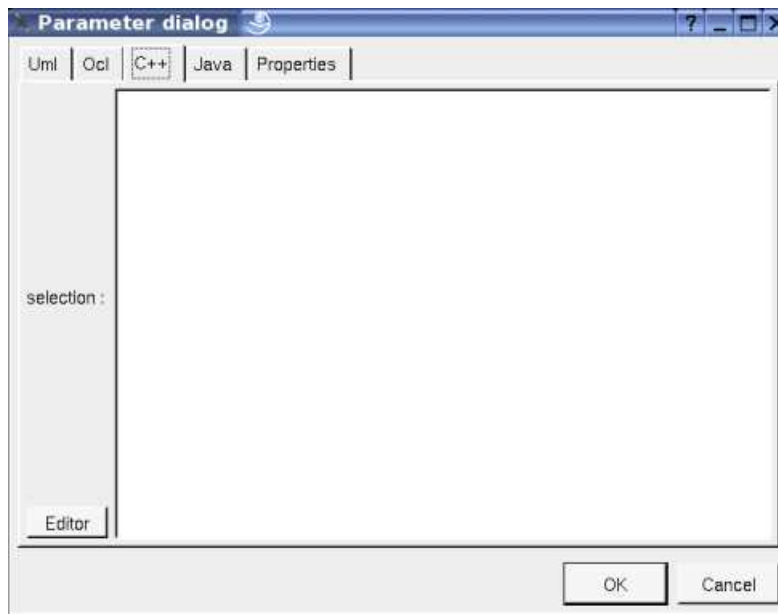 Parameter dialog ?
Uml Ocl C++ Java Properties
selection :
Editor
OK Cancel